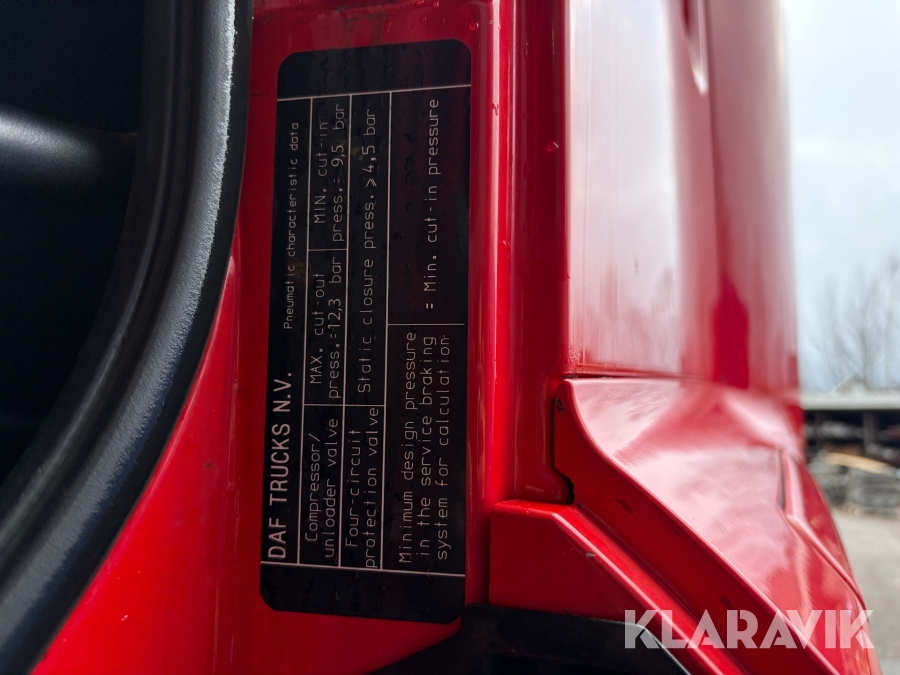 DAF TRUCKS N.V. Pneumatic characteristic data
Compressor/ MAX. cut-out MIN. cut-in
unloader valve press.=12,3 bar press.= 9,5 bar
Four-circuit
protection valve Static closure press. ⩾ 4,5 bar
Minimum design pressure
in the service braking = Min. cut-in pressure
system for calculation
KLARAVIK